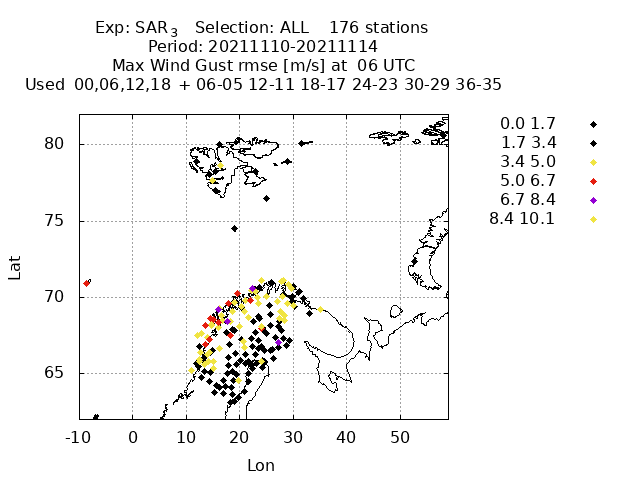 Exp: SAR3 Selection: ALL 176 stations
Period: 20211110-20211114
Max Wind Gust rmse [m/s] at 06 UTC
Used 00,06,12,18 + 06-05 12-11 18-17 24-23 30-29 36-35
0.0 1.7
1.7 3.4
3.4 5.0
5.0 6.7
6.7 8.4
8.4 10.1
80
75
70
65
Lat
-10 0 10 20 30 40 50
Lon